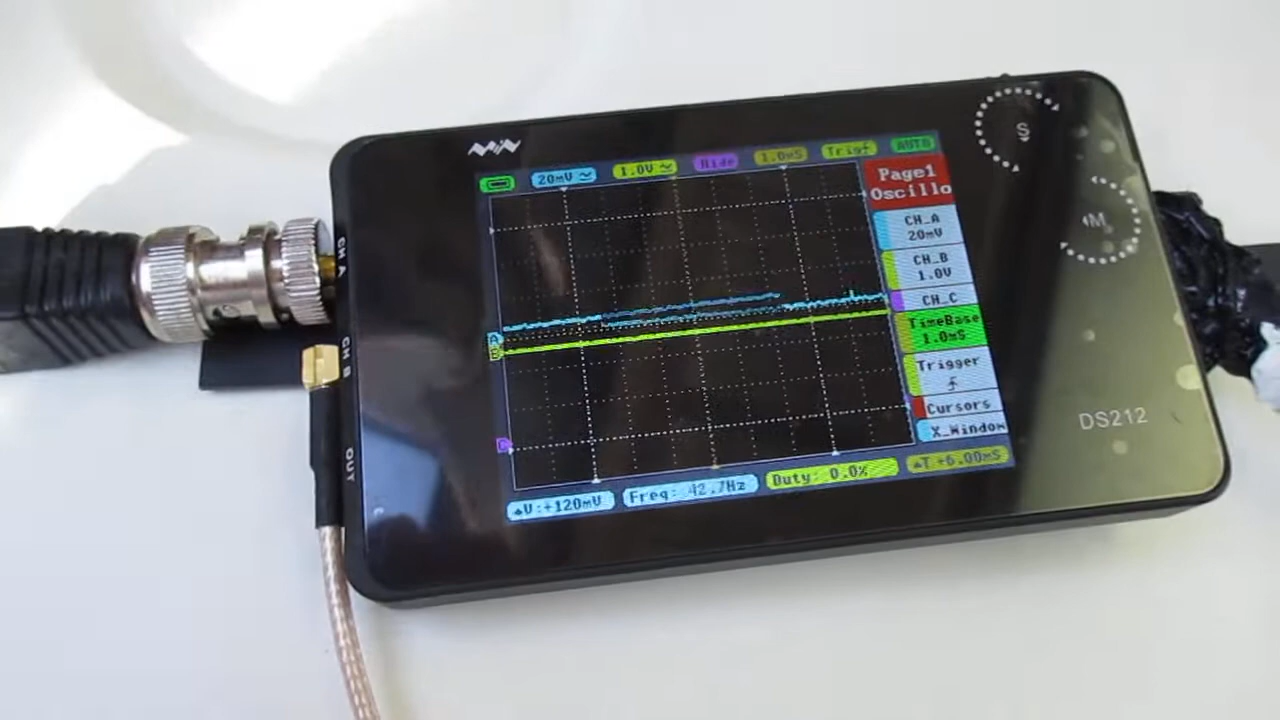 20mV
1.0V
Hide
1.0mS
Trig
AUTO
Page1
Oscillo
CH_A
20mV
CH_B
1.0V
CH_C
TimeBase
1.0mS
Trigger
Cursors
X_Window
A
B
C
▲V:+120mV
Freq: 42.7Hz
Duty: 0.0%
▲T +6.00mS
CH A
CH B
OUT
S
M
DS212